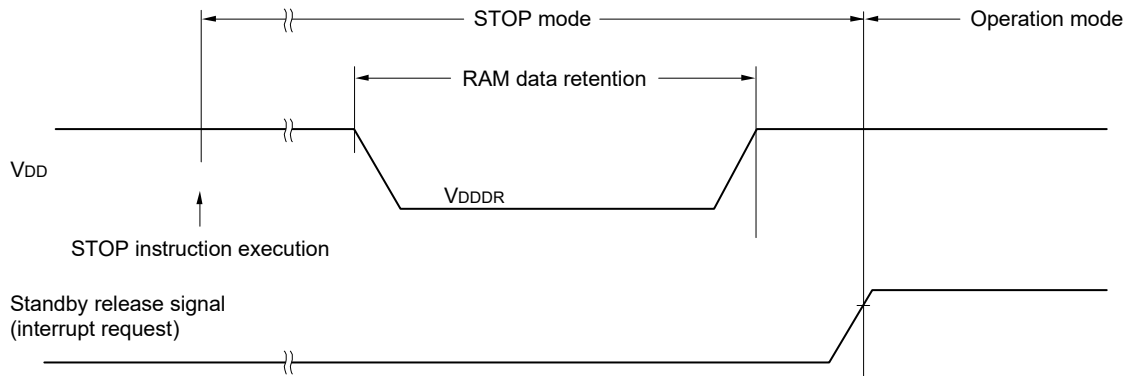 STOP mode
Operation mode
RAM data retention
VDD
VDDDR
STOP instruction execution
Standby release signal
(interrupt request)